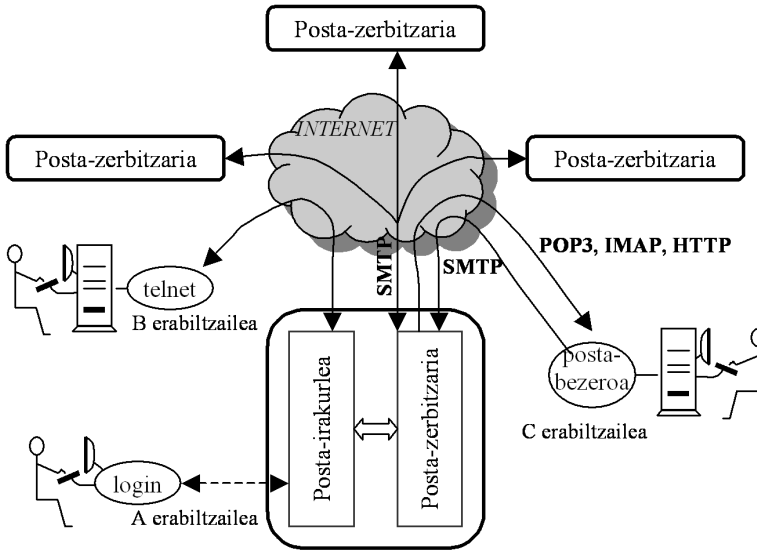 Posta-zerbitzaria
INTERNET
Posta-zerbitzaria
Posta-zerbitzaria
SMTP
SMTP
POP3, IMAP, HTTP
telnet
B erabiltzailea
posta-
bezeroa
C erabiltzailea
Posta-irakurlea
Posta-zerbitzaria
login
A erabiltzailea